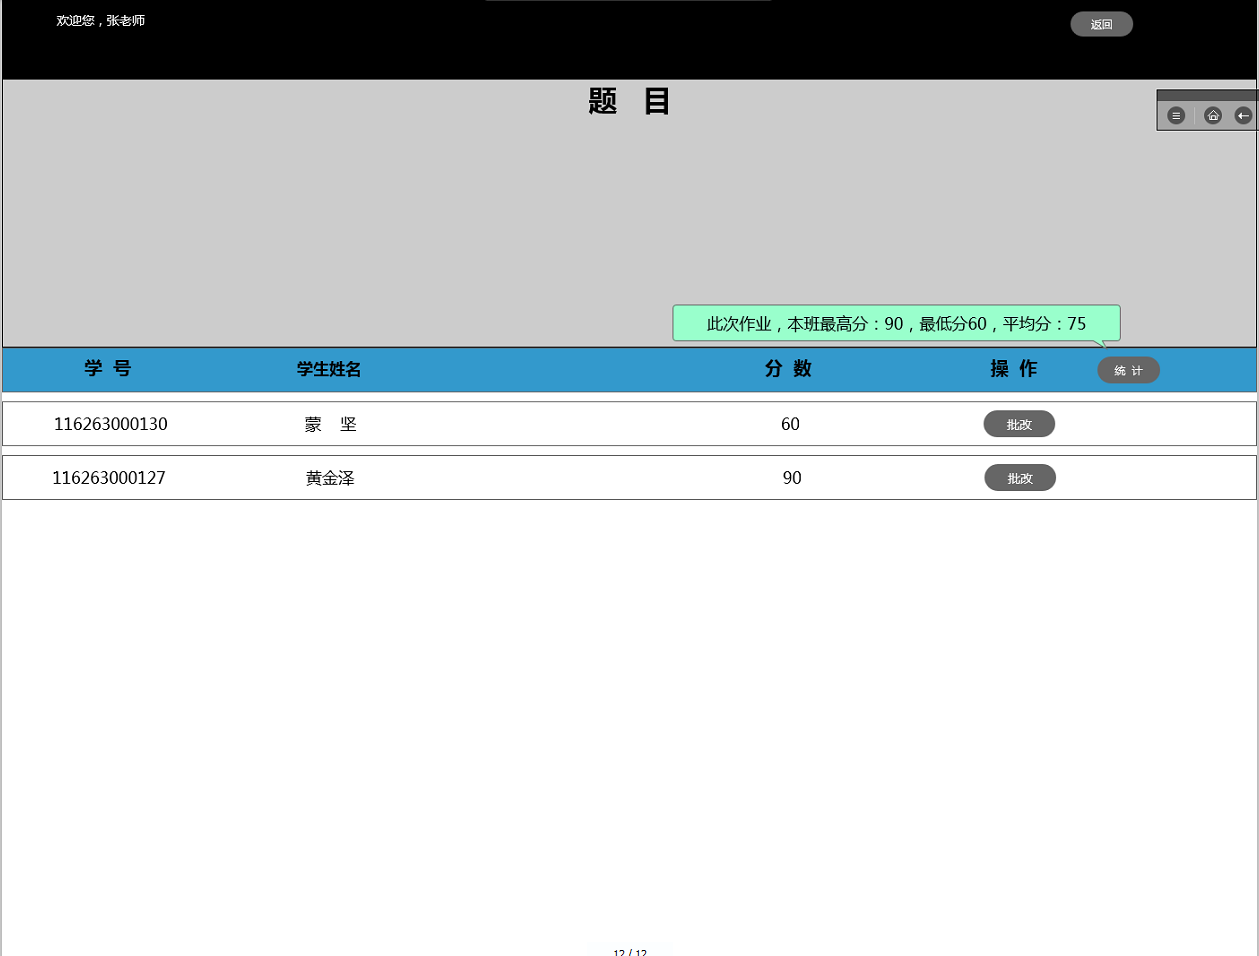 欢迎您，张老师
返回
题 目
此次作业，本班最高分：90，最低分60，平均分：75
学 号 学生姓名 分 数 操 作 统 计
116263000130 蒙 坚 60 批改
116263000127 黄金泽 90 批改
12 / 12